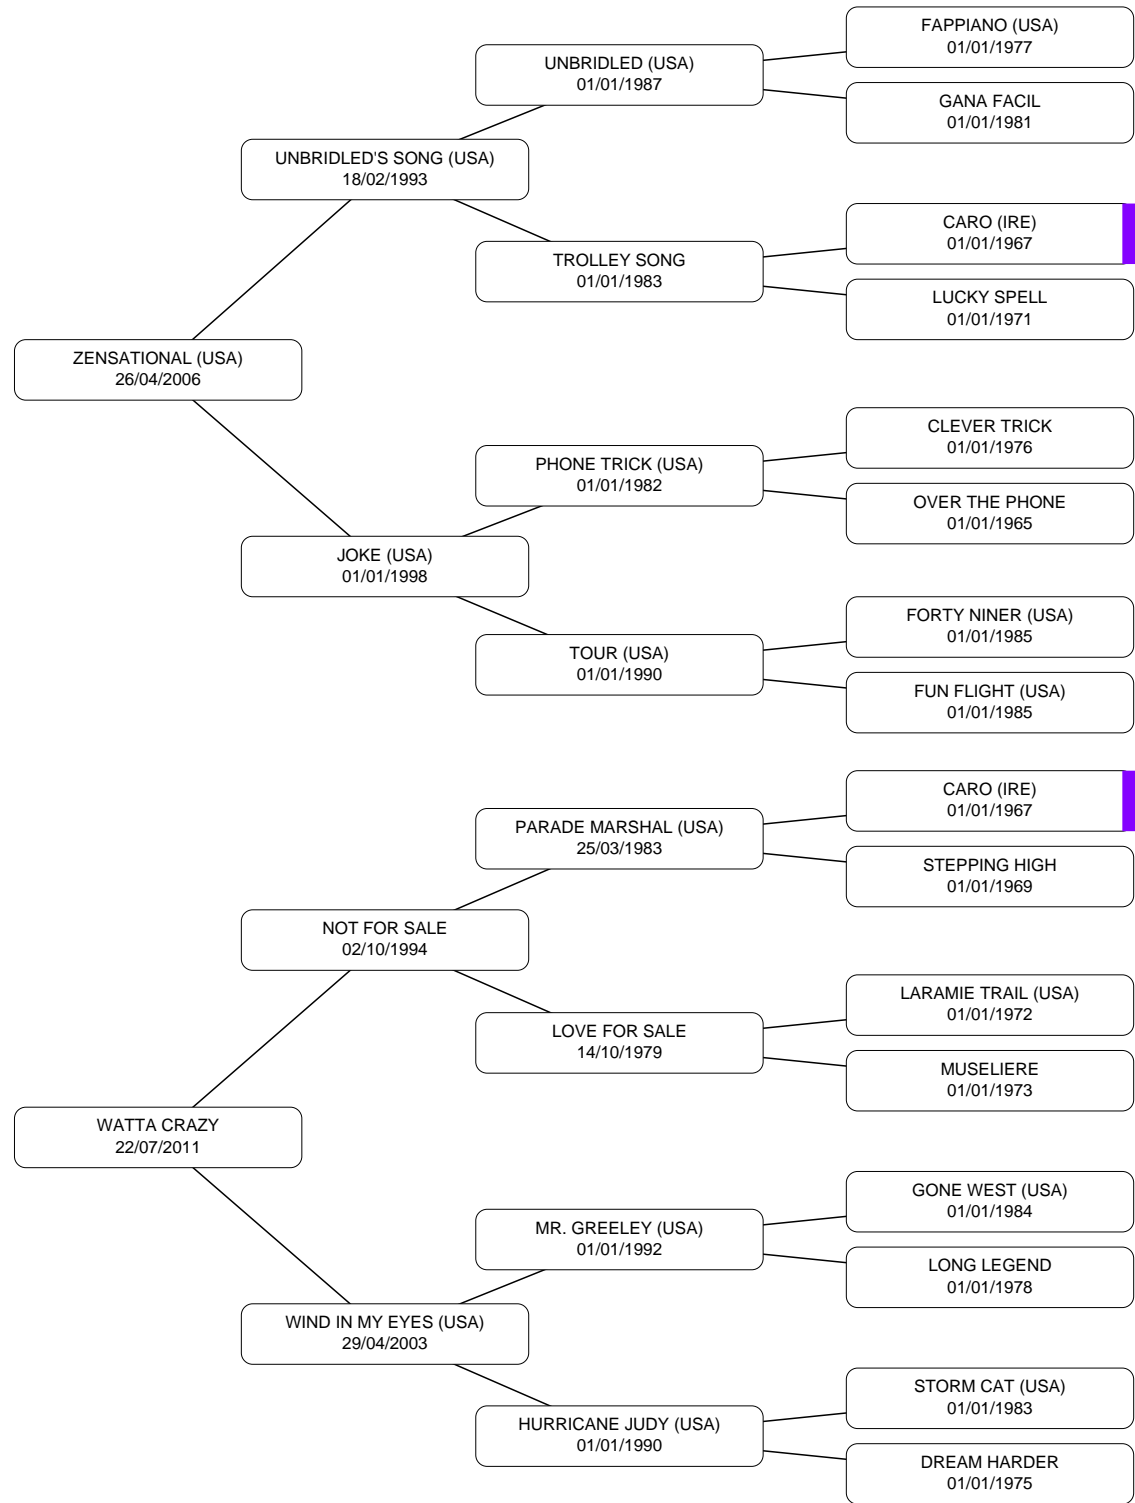 FAPPIANO (USA)
01/01/1977
UNBRIDLED (USA)
01/01/1987
GANA FACIL
01/01/1981
UNBRIDLED'S SONG (USA)
18/02/1993
CARO (IRE)
01/01/1967
TROLLEY SONG
01/01/1983
LUCKY SPELL
01/01/1971
ZENSATIONAL (USA)
26/04/2006
CLEVER TRICK
01/01/1976
PHONE TRICK (USA)
01/01/1982
OVER THE PHONE
01/01/1965
JOKE (USA)
01/01/1998
FORTY NINER (USA)
01/01/1985
TOUR (USA)
01/01/1990
FUN FLIGHT (USA)
01/01/1985
CARO (IRE)
01/01/1967
PARADE MARSHAL (USA)
25/03/1983
STEPPING HIGH
01/01/1969
NOT FOR SALE
02/10/1994
LARAMIE TRAIL (USA)
01/01/1972
LOVE FOR SALE
14/10/1979
MUSELIERE
01/01/1973
WATTA CRAZY
22/07/2011
GONE WEST (USA)
01/01/1984
MR. GREELEY (USA)
01/01/1992
LONG LEGEND
01/01/1978
WIND IN MY EYES (USA)
29/04/2003
STORM CAT (USA)
01/01/1983
HURRICANE JUDY (USA)
01/01/1990
DREAM HARDER
01/01/1975